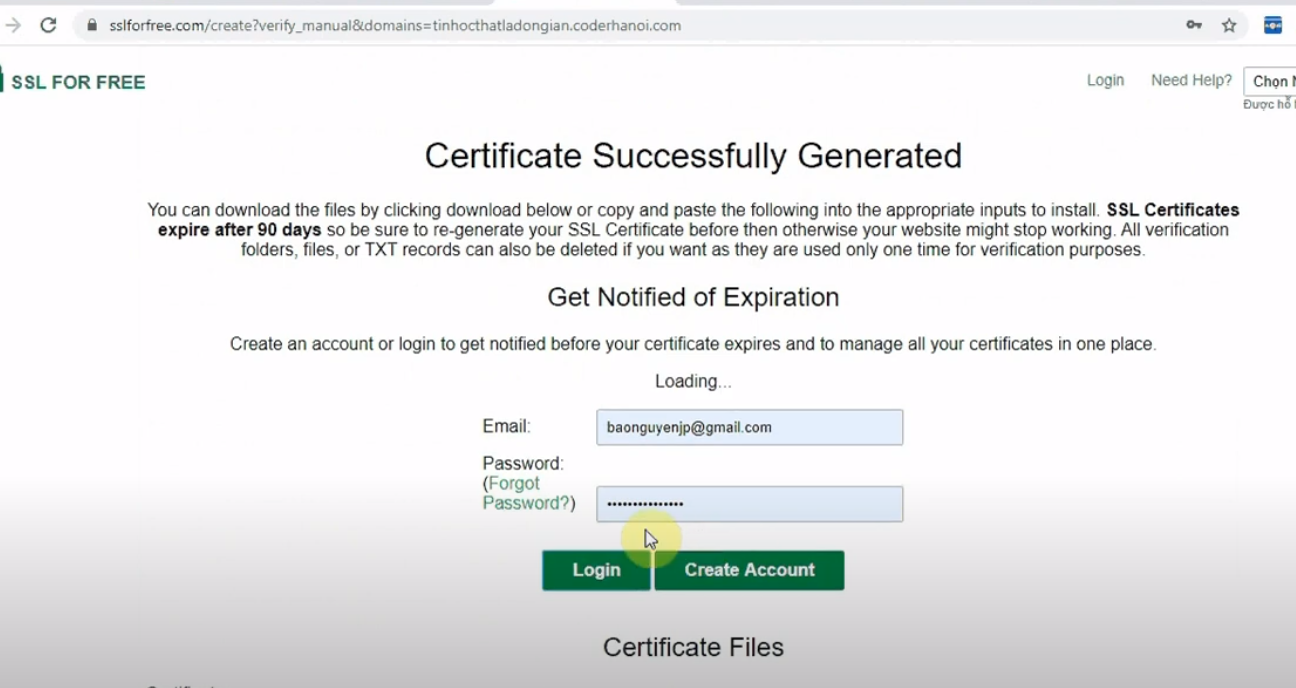 sslforfree.com/create?verify_manual&domains=tinhocthatladongian.coderhanoi.com
SSL FOR FREE
Login
Need Help?
Chọn
Được hỗ
Certificate Successfully Generated
You can download the files by clicking download below or copy and paste the following into the appropriate inputs to install. SSL Certificates
expire after 90 days so be sure to re-generate your SSL Certificate before then otherwise your website might stop working. All verification
folders, files, or TXT records can also be deleted if you want as they are used only one time for verification purposes.
Get Notified of Expiration
Create an account or login to get notified before your certificate expires and to manage all your certificates in one place.
Loading...
Email:
baonguyenjp@gmail.com
Password:
(Forgot
Password?)
•••••••••••••••
Login
Create Account
Certificate Files